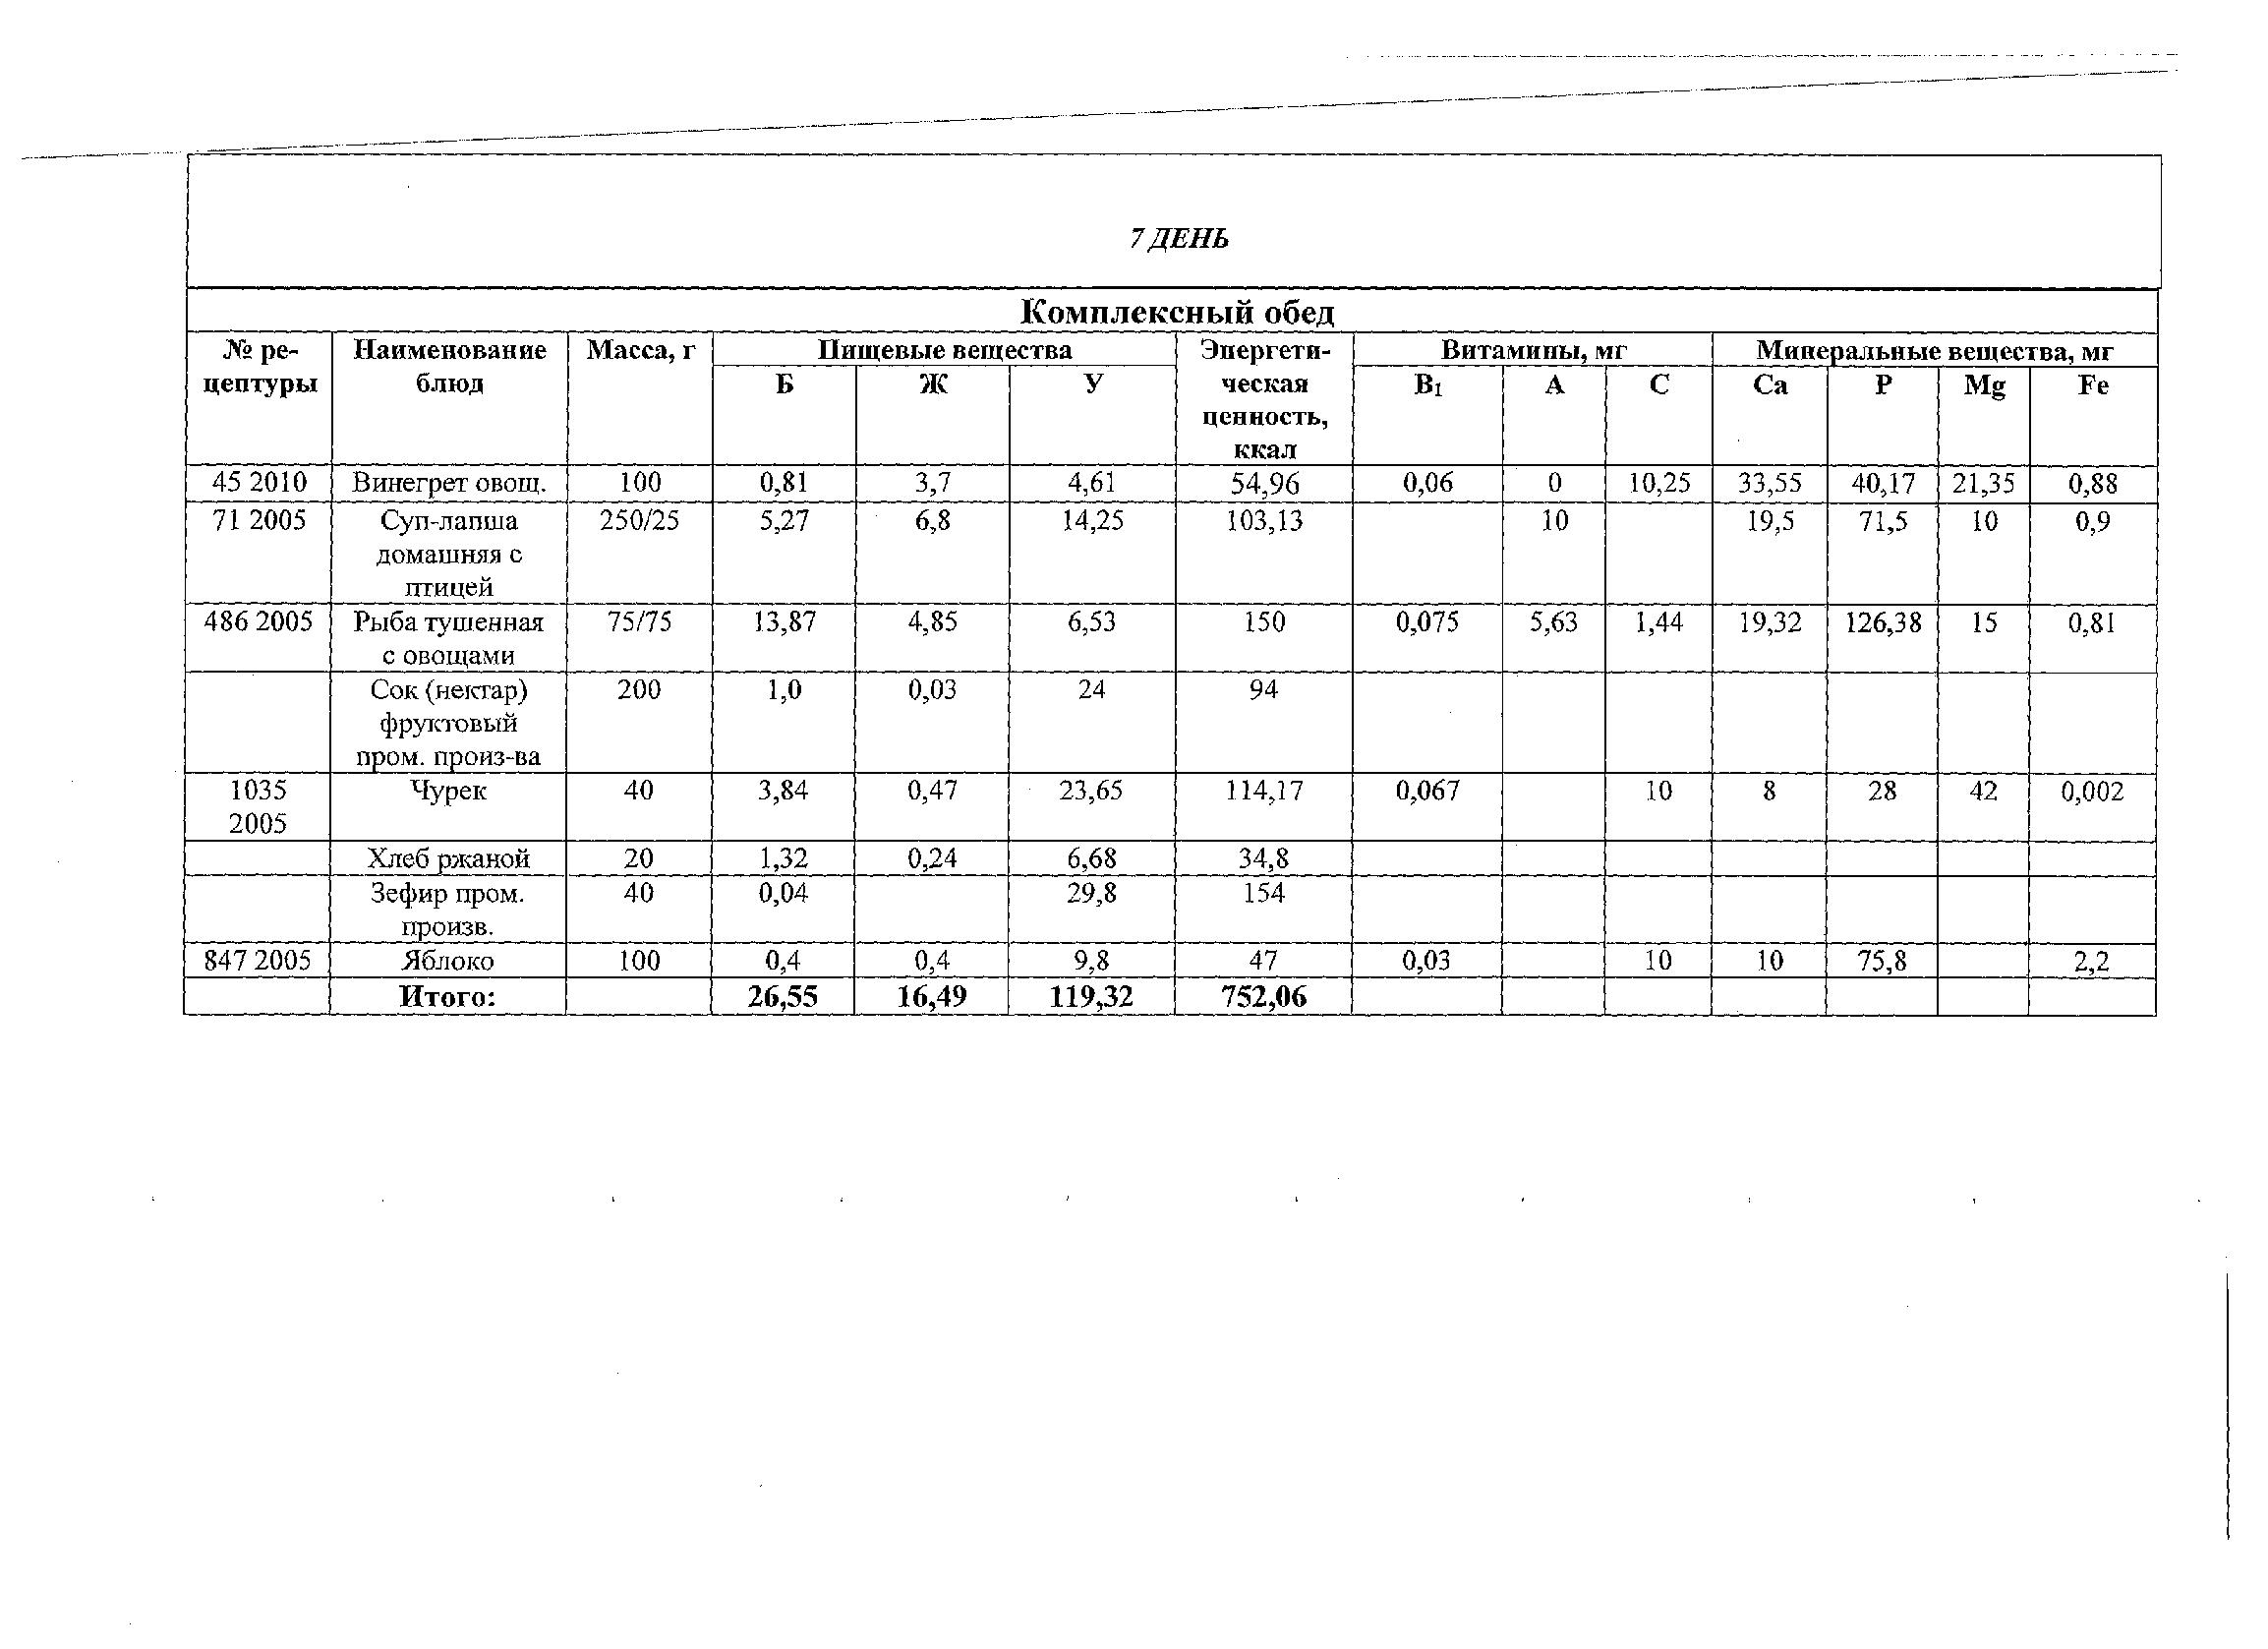 7 ДЕНЬ
Комплексный обед
№ ре- Наименование Масса, г Пищевые вещества Энергети- Витамины, мг Минеральные вещества, мг
цептуры блюд Б Ж У ческая B1 A C Ca P Mg Fe
ценность,
ккал
45 2010 Винегрет овощ. 100 0,81 3,7 4,61 54,96 0,06 0 10,25 33,55 40,17 21,35 0,88
71 2005 Суп-лапша 250/25 5,27 6,8 14,25 103,13 10 19,5 71,5 10 0,9
домашняя с
птицей
486 2005 Рыба тушенная 75/75 13,87 4,85 6,53 150 0,075 5,63 1,44 19,32 126,38 15 0,81
с овощами
Сок (нектар) 200 1,0 0,03 24 94
фруктовый
пром. произ-ва
1035 Чурек 40 3,84 0,47 23,65 114,17 0,067 10 8 28 42 0,002
2005
Хлеб ржаной 20 1,32 0,24 6,68 34,8
Зефир пром. 40 0,04 29,8 154
произв.
847 2005 Яблоко 100 0,4 0,4 9,8 47 0,03 10 10 75,8 2,2
Итого: 26,55 16,49 119,32 752,06